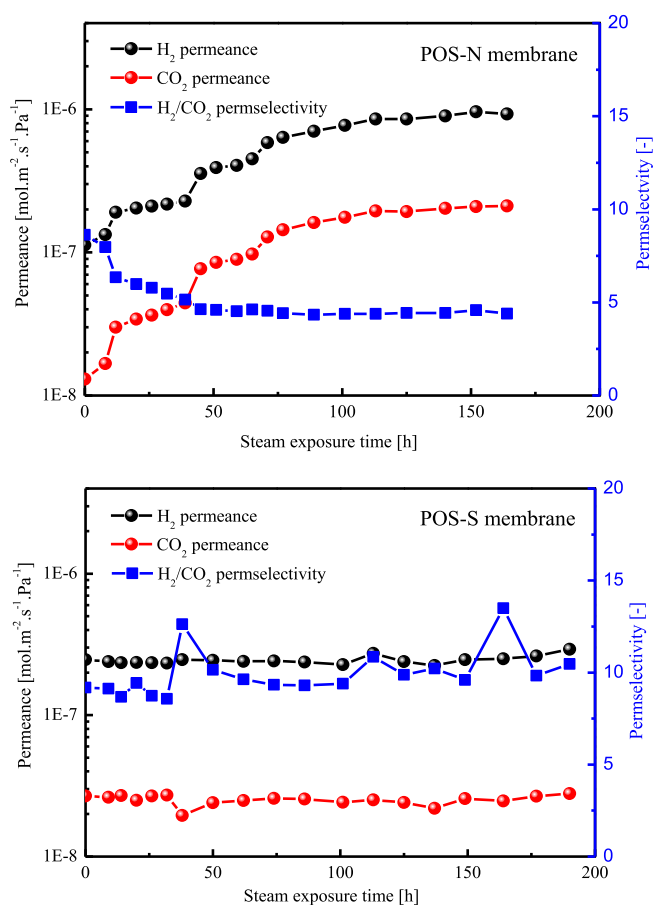 H2 permeance
POS-N membrane
CO2 permeance
H2/CO2 permselectivity
Permeance [mol.m-2.s-1.Pa-1]
1E-6
1E-7
1E-8
20
15
10
5
0
Permselectvity [-]
0
50
100
150
200
Steam exposure time [h]
H2 permeance
POS-S membrane
CO2 permeance
H2/CO2 permselectivity
Permeance [mol.m-2.s-1.Pa-1]
1E-6
1E-7
1E-8
20
15
10
5
0
Permselectivity [-]
0
50
100
150
200
Steam exposure time [h]